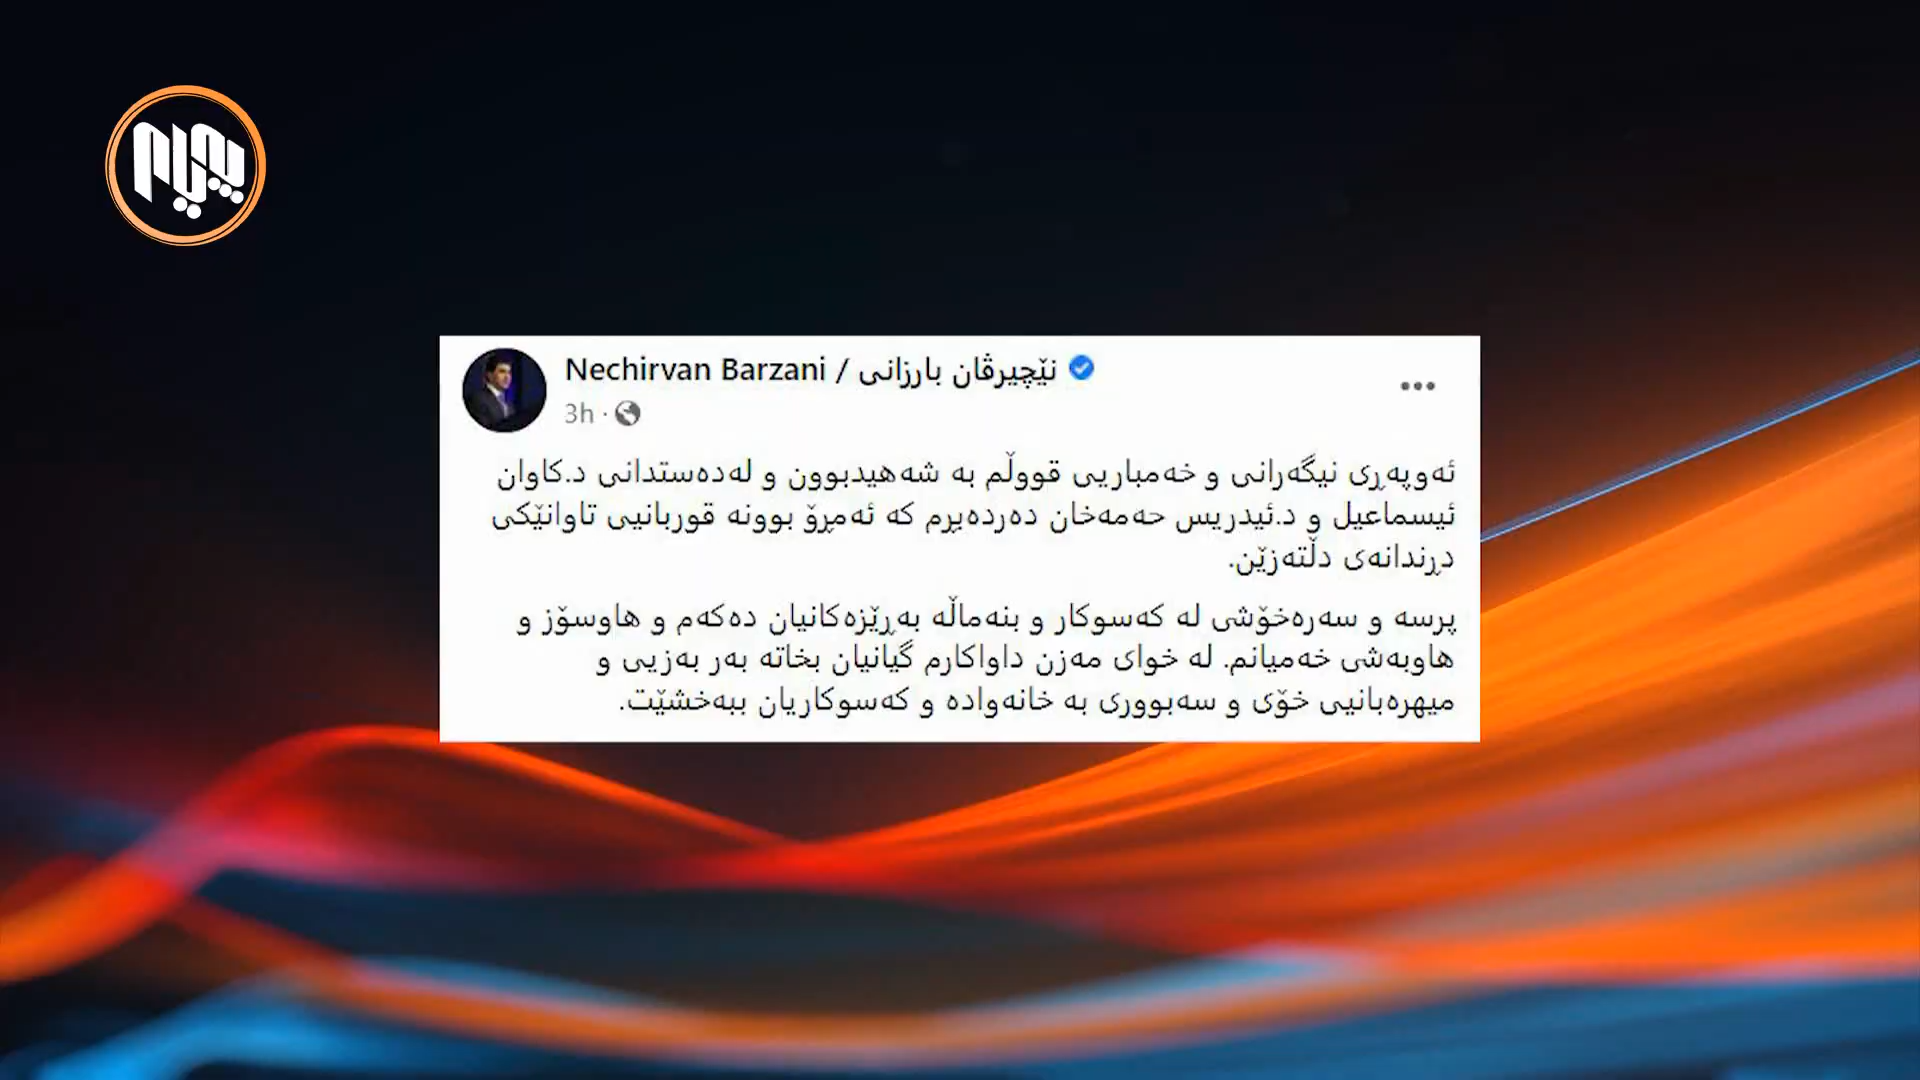 پەیام
Nechirvan Barzani / نێچیرڤان بارزانی
3h ·
ئەوپەڕی نیگەرانی و خەمباریی قووڵم بە شەهیدبوون و لەدەستدانی د.کاوان
ئیسماعیل و د.ئیدریس حەمەخان دەردەبڕم کە ئەمڕۆ بوونە قوربانیی تاوانێکی
دڕندانەی دڵتەزێن.
پرسە و سەرەخۆشی لە کەسوکار و بنەماڵە بەڕێزەکانیان دەکەم و هاوسۆز و
هاوبەشی خەمیانم. لە خوای مەزن داواکارم گیانیان بخاتە بەر بەزیی و
میهرەبانیی خۆی و سەبووری بە خانەوادە و کەسوکاریان ببەخشێت.